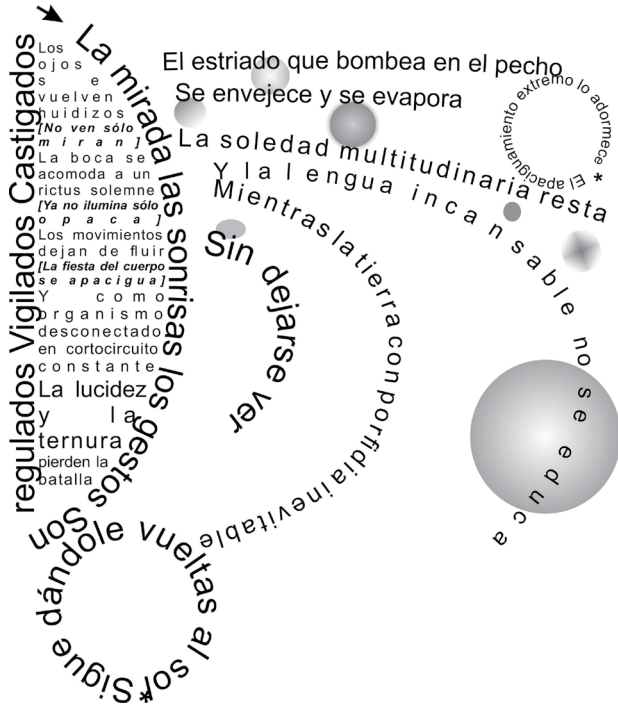 La mirada las sonrisas los gestos Son
regulados Vigilados Castigados
Los
ojos
s e
vuelven
huidizos
[No ven sólo
miran]
La boca se
acomoda a un
rictus solemne
[Ya no ilumina sólo
opaca]
Los movimientos
dejan de fluir
[La fiesta del cuerpo
se apacigua]
Y como
organismo
desconectado
en cortocircuito
constante
La lucidez
y la
ternura
pierden la
batalla
El estriado que bombea en el pecho
Se envejece y se evapora
La soledad multitudinaria resta
Y la lengua incansable no se educa
* El apaciguamiento extremo lo adormece
Mientras la tierra con porfidia inevitable
*Sigue dándole vueltas al sol
Sin dejarse ver